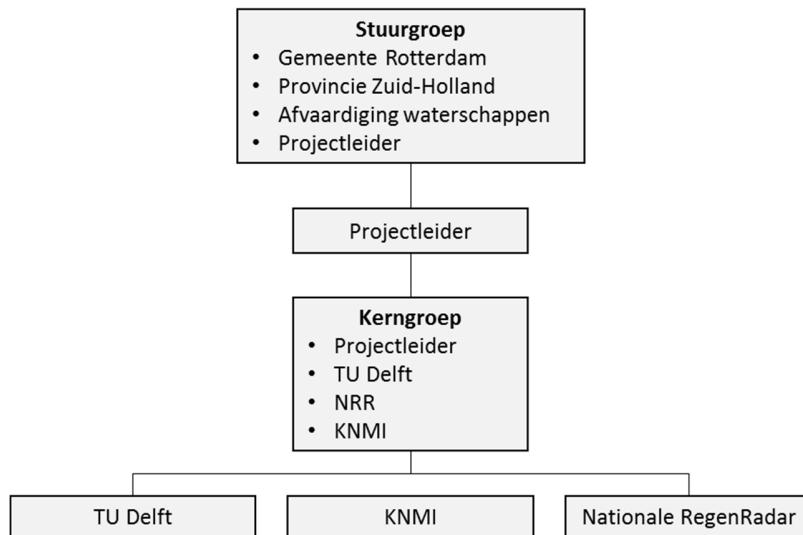 Stuurgroep
• Gemeente Rotterdam
• Provincie Zuid-Holland
• Afvaardiging waterschappen
• Projectleider
Projectleider
Kerngroep
• Projectleider
• TU Delft
• NRR
• KNMI
TU Delft
KNMI
Nationale RegenRadar